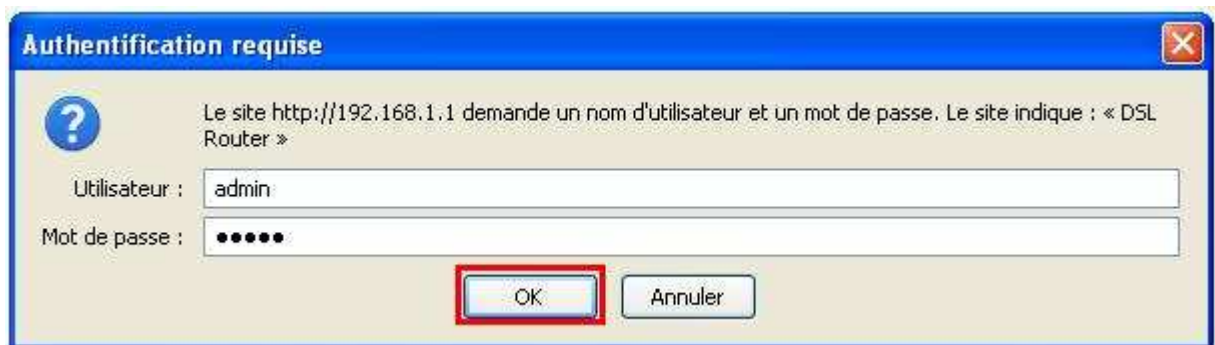 Authentification requise
Le site http://192.168.1.1 demande un nom d'utilisateur et un mot de passe. Le site indique : « DSL
Router »
Utilisateur : admin
Mot de passe : •••••
OK Annuler